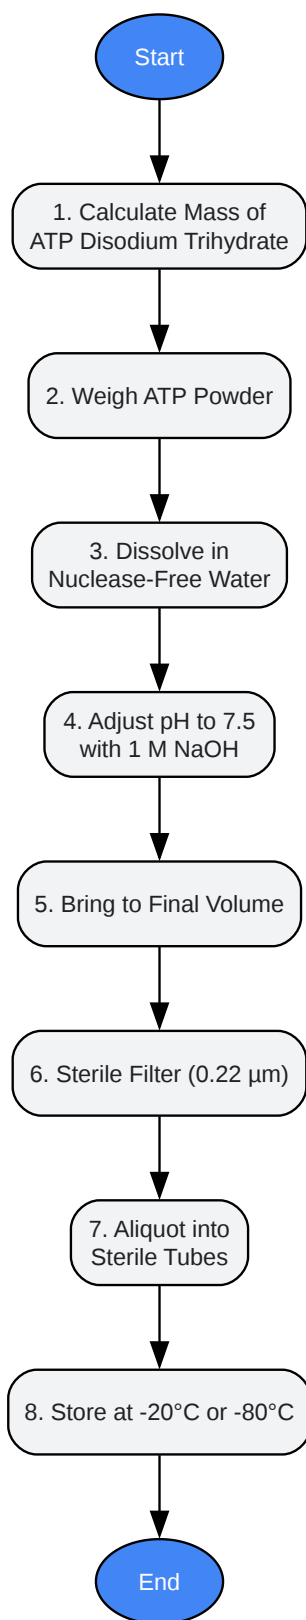 Start
1. Calculate Mass of
ATP Disodium Trihydrate
2. Weigh ATP Powder
3. Dissolve in
Nuclease-Free Water
4. Adjust pH to 7.5
with 1 M NaOH
5. Bring to Final Volume
6. Sterile Filter (0.22 µm)
7. Aliquot into
Sterile Tubes
8. Store at -20°C or -80°C
End